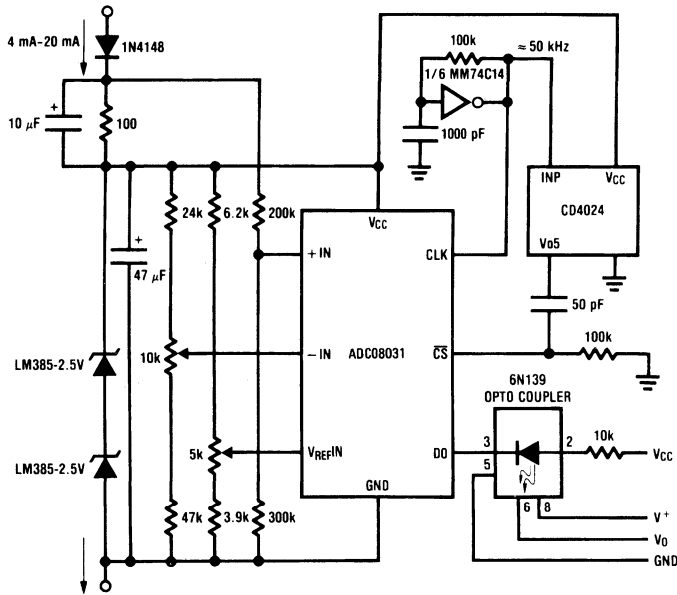 4 mA-20 mA
1N4148
100k
≈ 50 kHz
1/6 MM74C14
10 μF
+
100
1000 pF
INP
VCC
CD4024
Vo5
24k
6.2k
200k
VCC
+
47 μF
+ IN
CLK
50 pF
LM385-2.5V
10k
− IN
ADC08031
CS
100k
6N139
OPTO COUPLER
LM385-2.5V
5k
VREFIN
DO
3
2
10k
VCC
5
GND
47k
3.9k
300k
6
8
V+
VO
GND